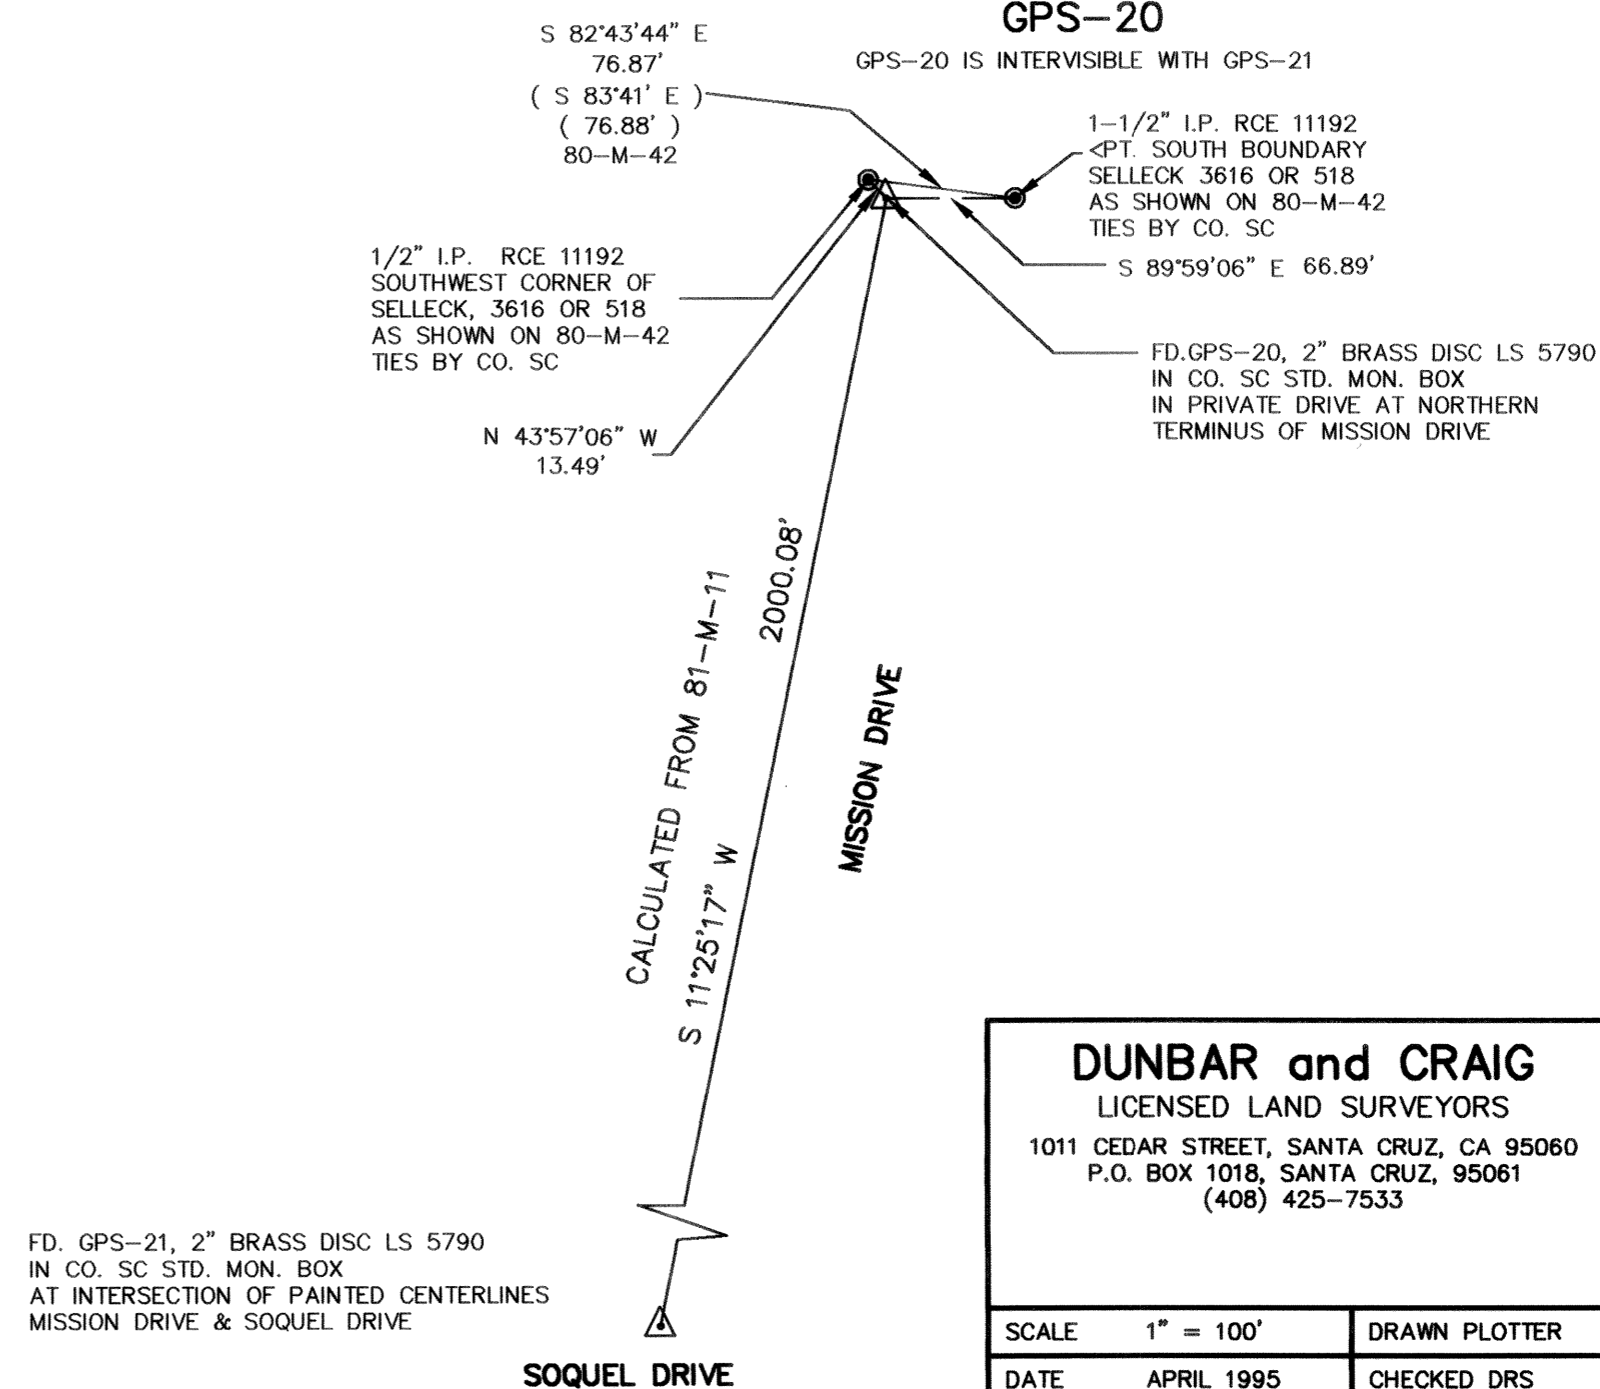 GPS-20
GPS-20 IS INTERVISIBLE WITH GPS-21
S 82°43'44" E
76.87'
( S 83°41' E )
( 76.88' )
80-M-42
1-1/2" I.P. RCE 11192
<PT. SOUTH BOUNDARY
SELLECK 3616 OR 518
AS SHOWN ON 80-M-42
TIES BY CO. SC
1/2" I.P. RCE 11192
SOUTHWEST CORNER OF
SELLECK, 3616 OR 518
AS SHOWN ON 80-M-42
TIES BY CO. SC
S 89°59'06" E 66.89'
FD.GPS-20, 2" BRASS DISC LS 5790
IN CO. SC STD. MON. BOX
IN PRIVATE DRIVE AT NORTHERN
TERMINUS OF MISSION DRIVE
N 43°57'06" W
13.49'
2000.08'
CALCULATED FROM 81-M-11
S 11°25'17" W
MISSION DRIVE
FD. GPS-21, 2" BRASS DISC LS 5790
IN CO. SC STD. MON. BOX
AT INTERSECTION OF PAINTED CENTERLINES
MISSION DRIVE & SOQUEL DRIVE
SOQUEL DRIVE
DUNBAR and CRAIG
LICENSED LAND SURVEYORS
1011 CEDAR STREET, SANTA CRUZ, CA 95060
P.O. BOX 1018, SANTA CRUZ, 95061
(408) 425-7533
SCALE 1" = 100' DRAWN PLOTTER
DATE APRIL 1995 CHECKED DRS